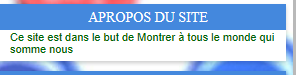 APROPOS DU SITE
Ce site est dans le but de Montrer à tous le monde qui
somme nous